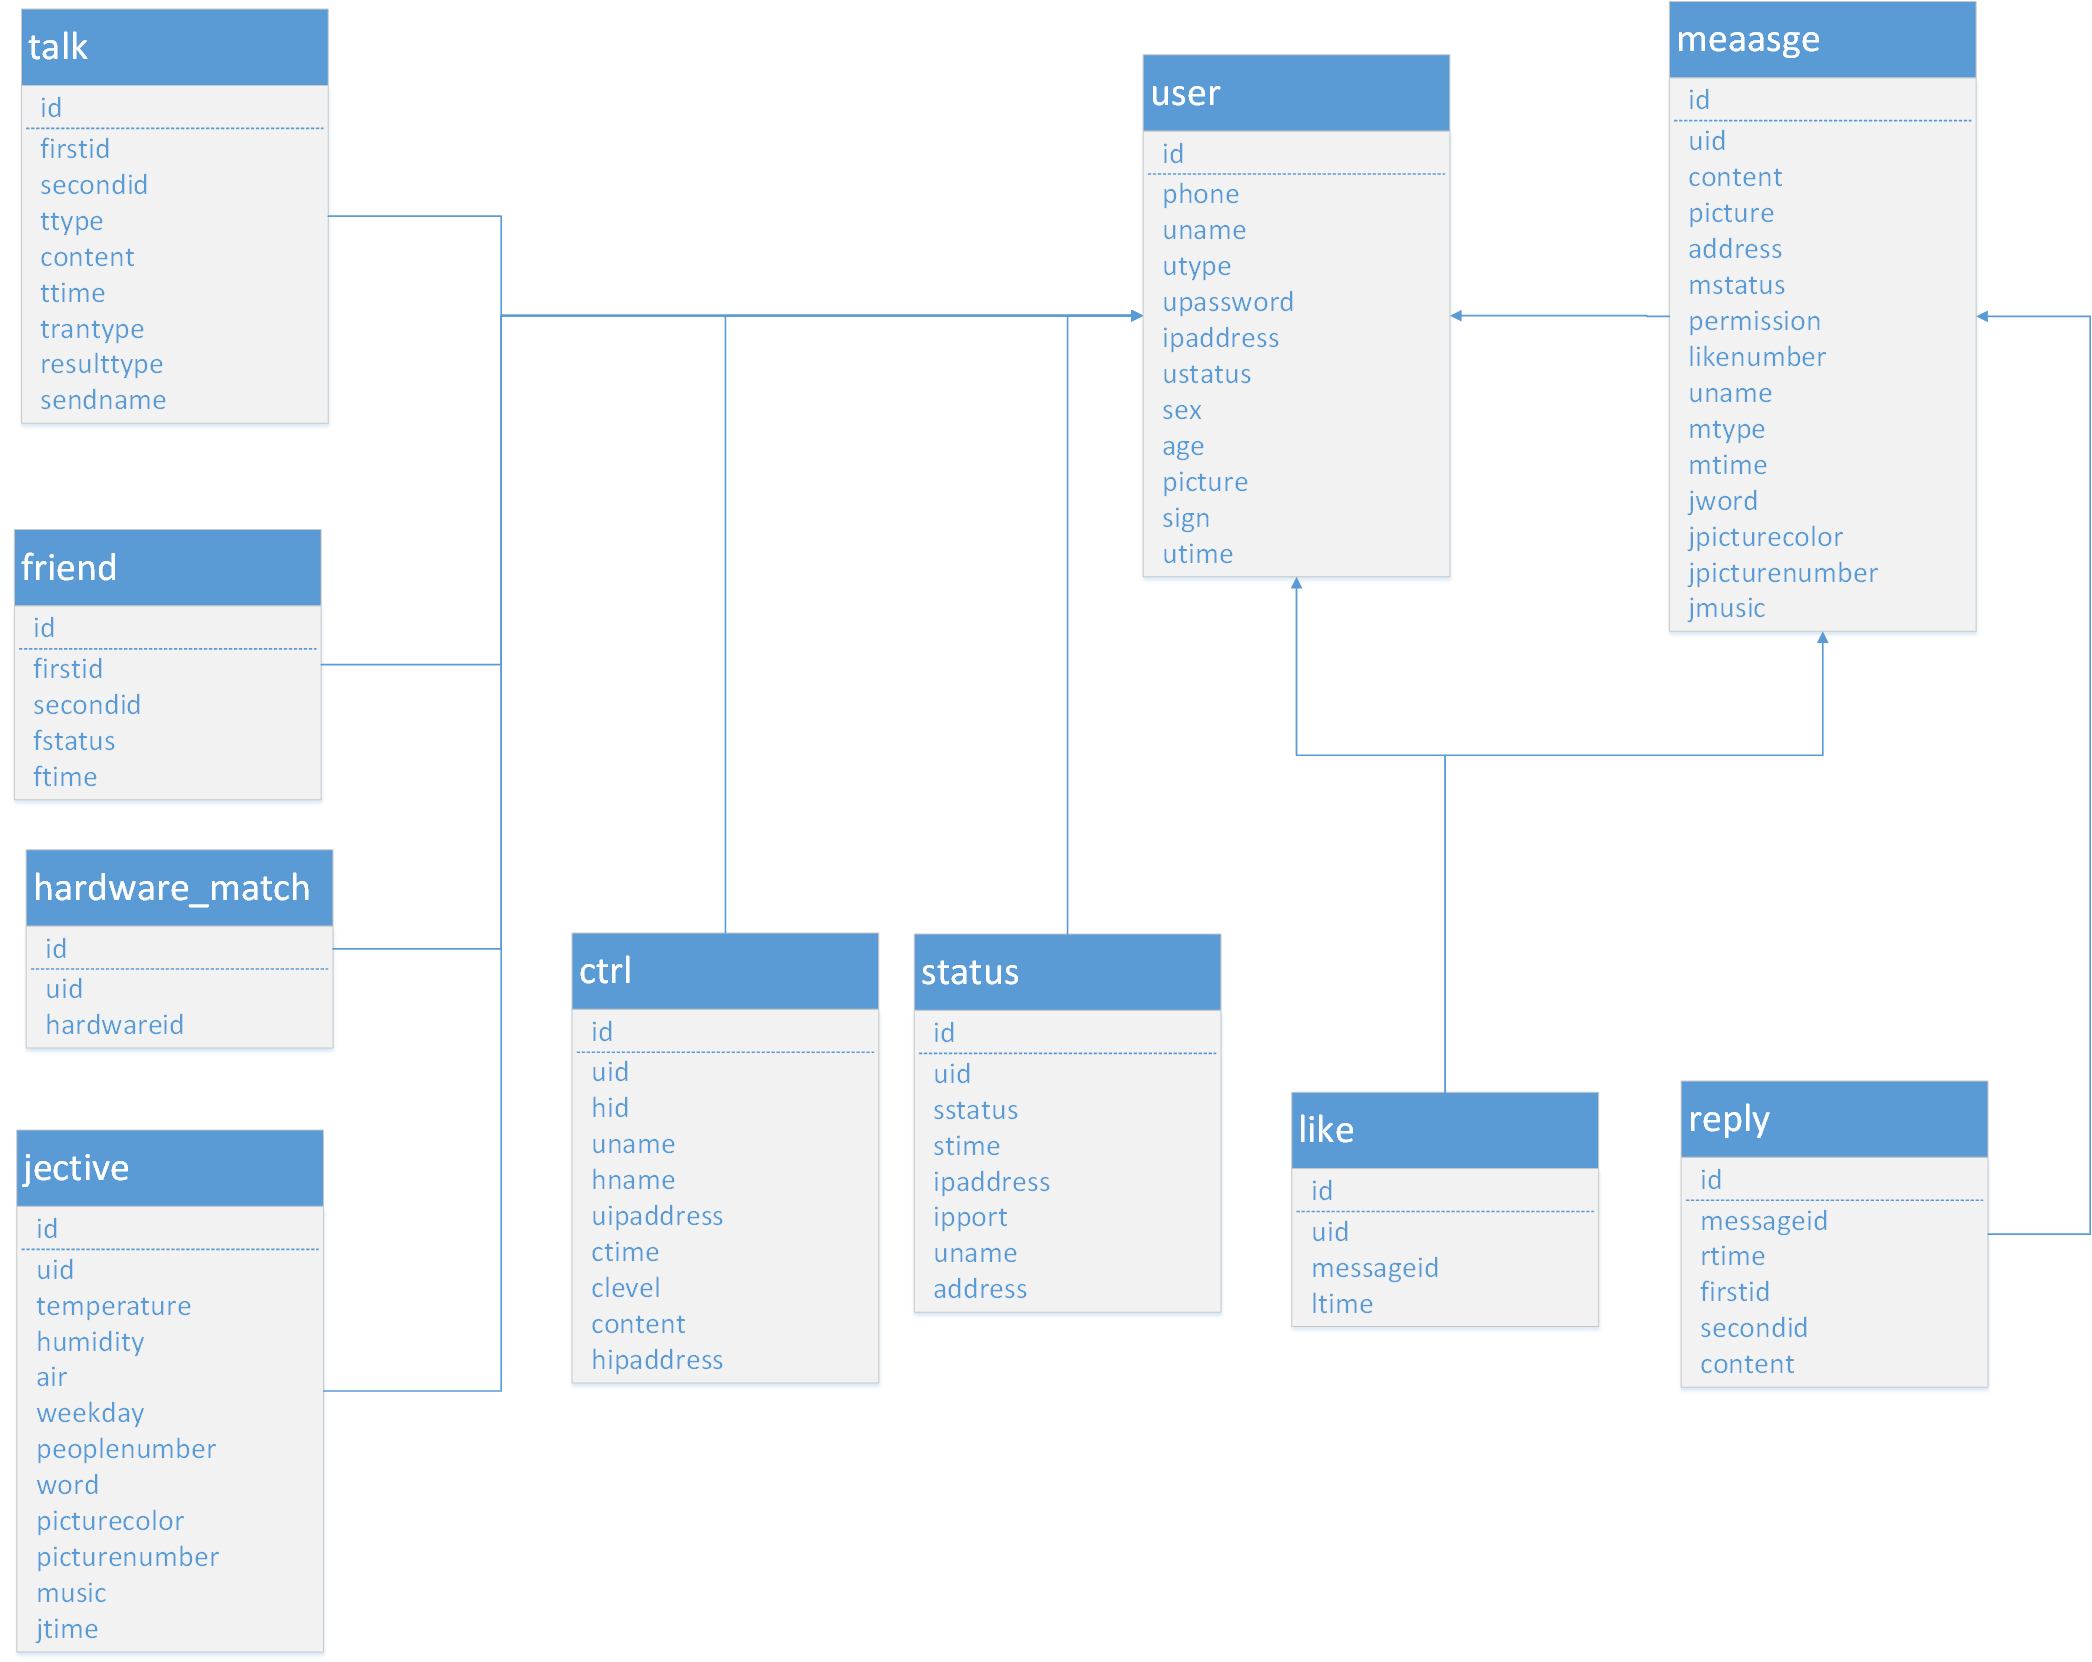 talk
id
firstid
secondid
ttype
content
ttime
trantype
resulttype
sendname
friend
id
firstid
secondid
fstatus
ftime
hardware_match
id
uid
hardwareid
jective
id
uid
temperature
humidity
air
weekday
peoplenumber
word
picturecolor
picturenumber
music
jtime
ctrl
id
uid
hid
uname
hname
uipaddress
ctime
clevel
content
hipaddress
status
id
uid
sstatus
stime
ipaddress
ipport
uname
address
user
id
phone
uname
utype
upassword
ipaddress
ustatus
sex
age
picture
sign
utime
like
id
uid
messageid
ltime
meaasge
id
uid
content
picture
address
mstatus
permission
likenumber
uname
mtype
mtime
jword
jpicturecolor
jpicturenumber
jmusic
reply
id
messageid
rtime
firstid
secondid
content